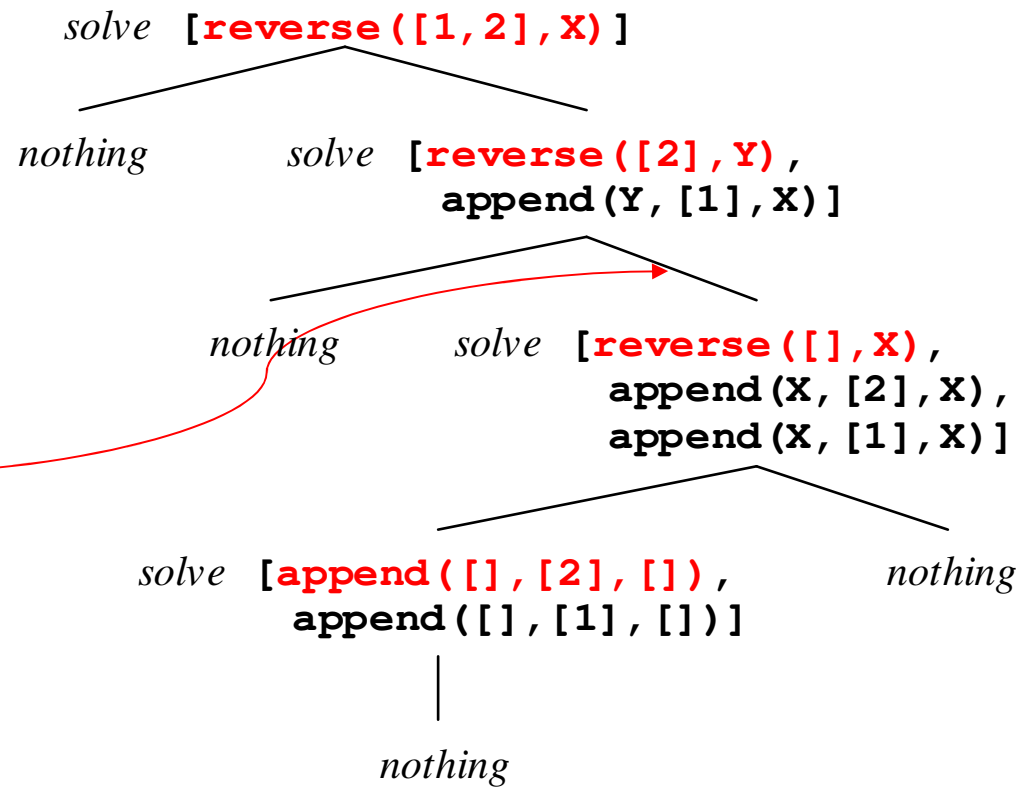 solve [reverse([1,2],X)]
nothing solve [reverse([2],Y),
append(Y,[1],X)]
nothing solve [reverse([],X),
append(X,[2],X),
append(X,[1],X)]
solve [append([],[2],[]), nothing
append([],[1],[])]
nothing